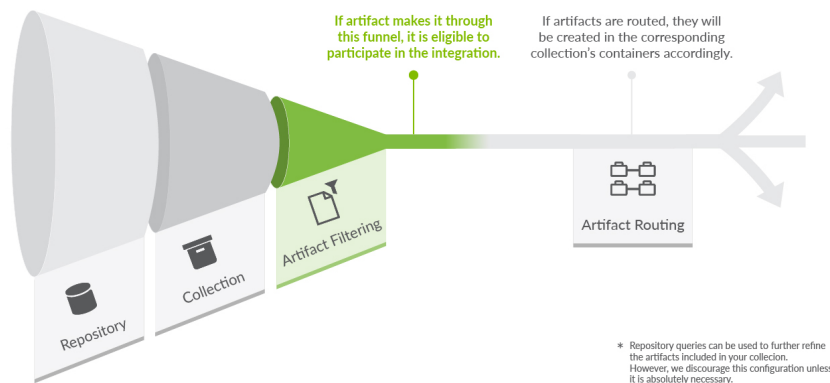 If artifact makes it through
this funnel, it is eligible to
participate in the integration.
If artifacts are routed, they will
be created in the corresponding
collection's containers accordingly.
Repository
Collection
Artifact Filtering
Artifact Routing
* Repository queries can be used to further refine
the artifacts included in your collecion.
However, we discourage this configuration unless
it is absolutely necessary.